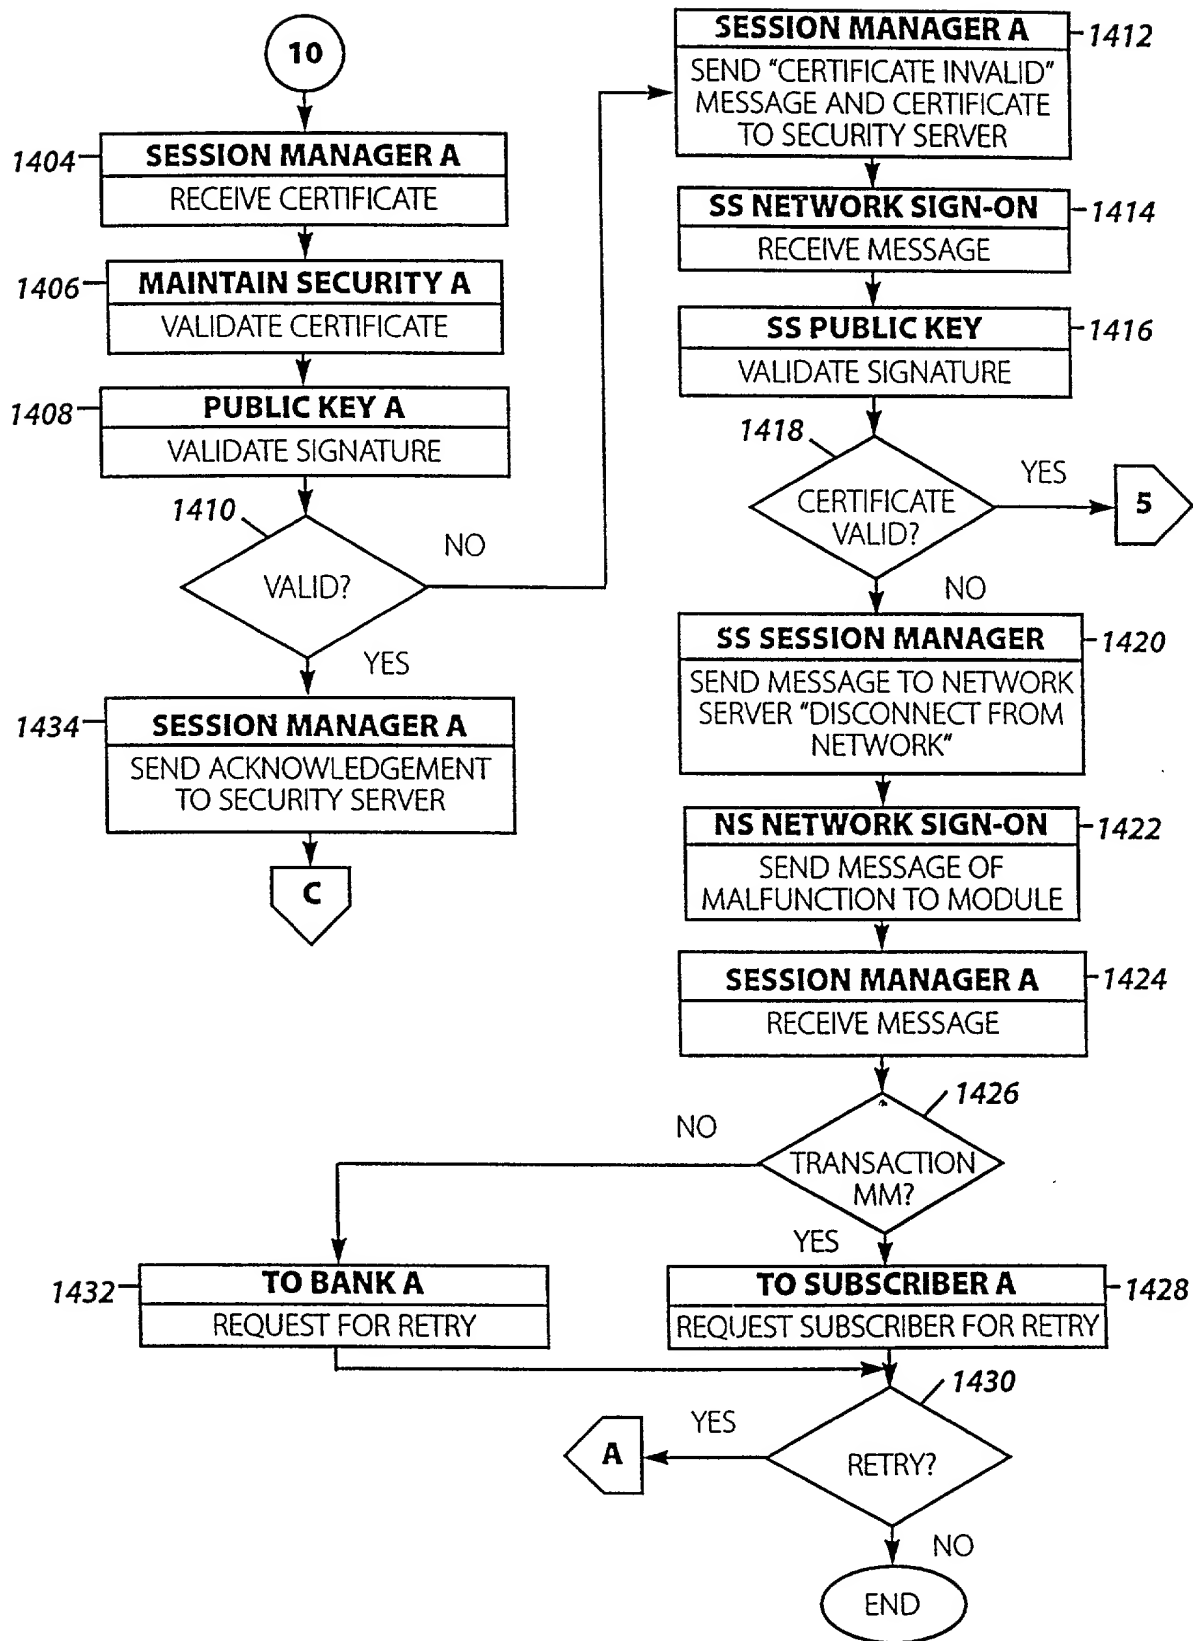 10
1404
SESSION MANAGER A
RECEIVE CERTIFICATE
1406
MAINTAIN SECURITY A
VALIDATE CERTIFICATE
1408
PUBLIC KEY A
VALIDATE SIGNATURE
1410
VALID?
NO
YES
1434
SESSION MANAGER A
SEND ACKNOWLEDGEMENT
TO SECURITY SERVER
C
SESSION MANAGER A
1412
SEND "CERTIFICATE INVALID"
MESSAGE AND CERTIFICATE
TO SECURITY SERVER
SS NETWORK SIGN-ON
1414
RECEIVE MESSAGE
SS PUBLIC KEY
1416
VALIDATE SIGNATURE
1418
CERTIFICATE
VALID?
YES
5
NO
SS SESSION MANAGER
1420
SEND MESSAGE TO NETWORK
SERVER "DISCONNECT FROM
NETWORK"
NS NETWORK SIGN-ON
1422
SEND MESSAGE OF
MALFUNCTION TO MODULE
SESSION MANAGER A
1424
RECEIVE MESSAGE
1426
TRANSACTION
MM?
NO
YES
1432
TO BANK A
REQUEST FOR RETRY
TO SUBSCRIBER A
1428
REQUEST SUBSCRIBER FOR RETRY
1430
RETRY?
YES
A
NO
END